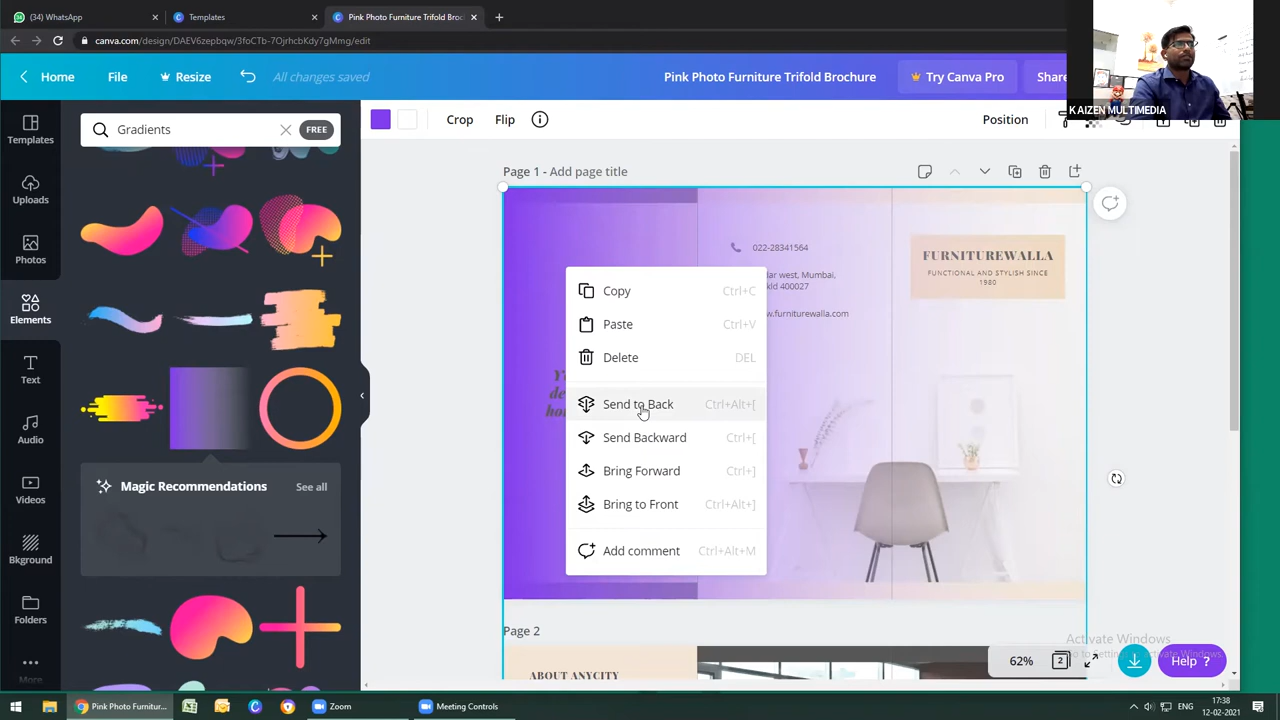 (34) WhatsApp
Templates
Pink Photo Furniture Trifold Broch
canva.com/design/DAEV6zepbqw/3foCTb-7OjrhcbKdy7gMmg/edit
Home
File
Resize
All changes saved
Pink Photo Furniture Trifold Brochure
Try Canva Pro
Share
KAIZEN MULTIMEDIA
Templates
Uploads
Photos
Elements
Text
Audio
Videos
Bkground
Folders
More
Gradients
FREE
Magic Recommendations
See all
Crop
Flip
Position
Page 1 - Add page title
022-28341564
lar west, Mumbai,
kld 400027
w.furniturewalla.com
FURNITUREWALLA
FUNCTIONAL AND STYLISH SINCE
1980
Copy Ctrl+C
Paste Ctrl+V
Delete DEL
Send to Back Ctrl+Alt+[
Send Backward Ctrl+[
Bring Forward Ctrl+]
Bring to Front Ctrl+Alt+]
Add comment Ctrl+Alt+M
Page 2
ABOUT ANYCITY
Activate Windows
62%
2
Help ?
Pink Photo Furnitur...
Zoom
Meeting Controls
ENG
17:38
12-02-2021